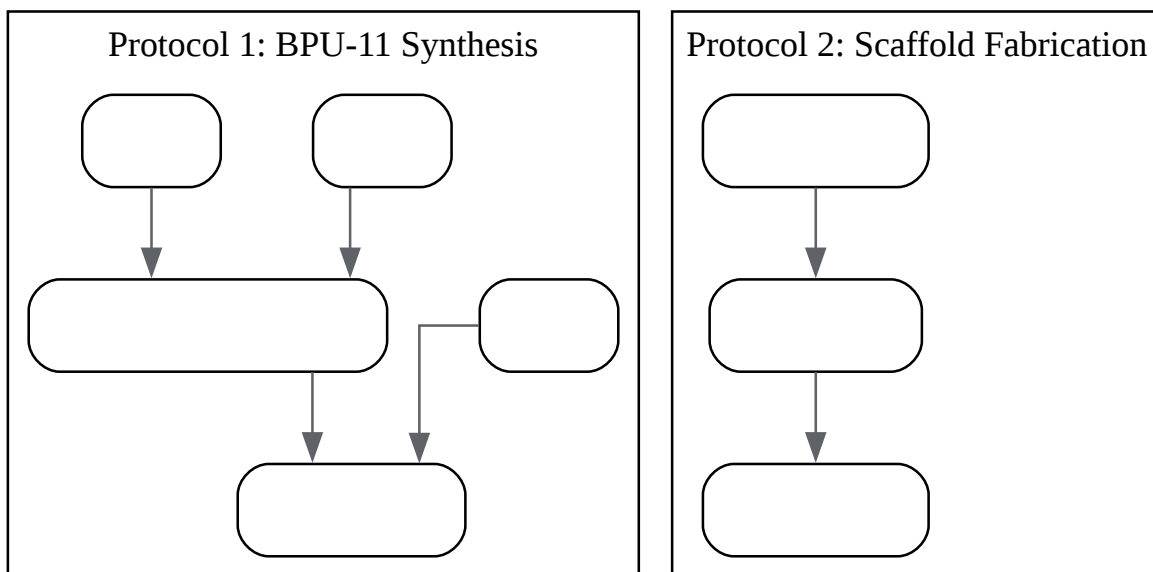 Protocol 1: BPU-11 Synthesis
Protocol 2: Scaffold Fabrication